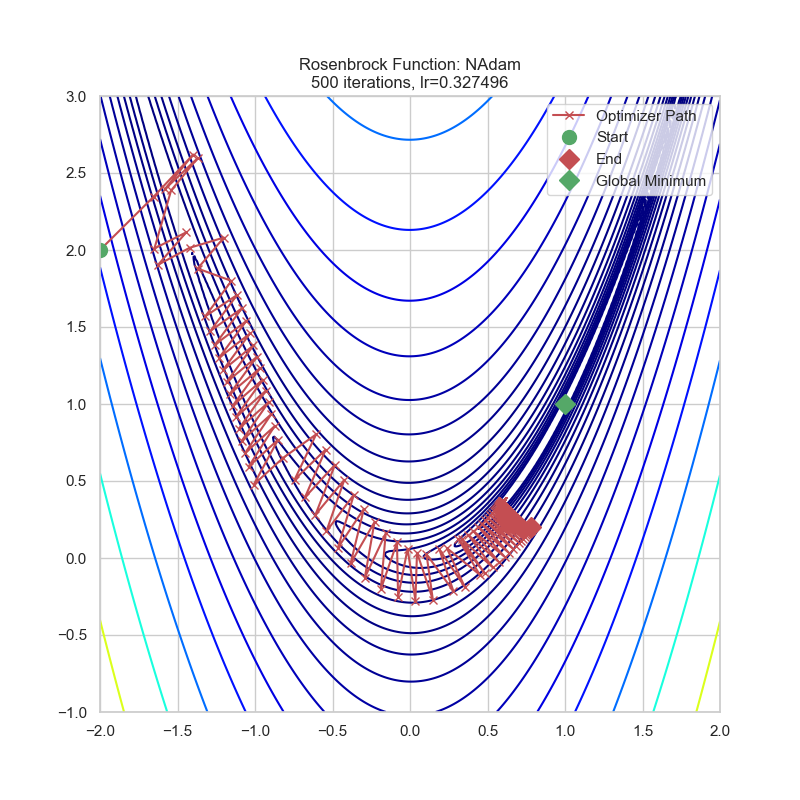 Rosenbrock Function: NAdam
500 iterations, lr=0.327496
Optimizer Path
Start
End
Global Minimum
3.0
2.5
2.0
1.5
1.0
0.5
0.0
−0.5
−1.0
−2.0 −1.5 −1.0 −0.5 0.0 0.5 1.0 1.5 2.0